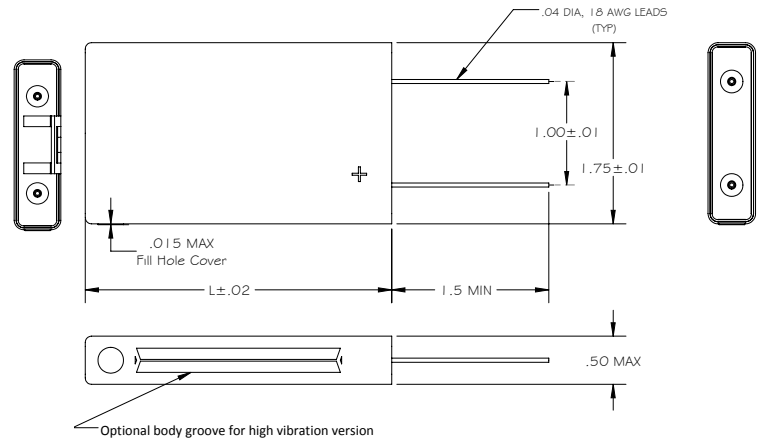 .04 DIA, 18 AWG LEADS
(TYP)
1.00±.01
1.75±.01
+
.015 MAX
Fill Hole Cover
L±.02
1.5 MIN
.50 MAX
Optional body groove for high vibration version